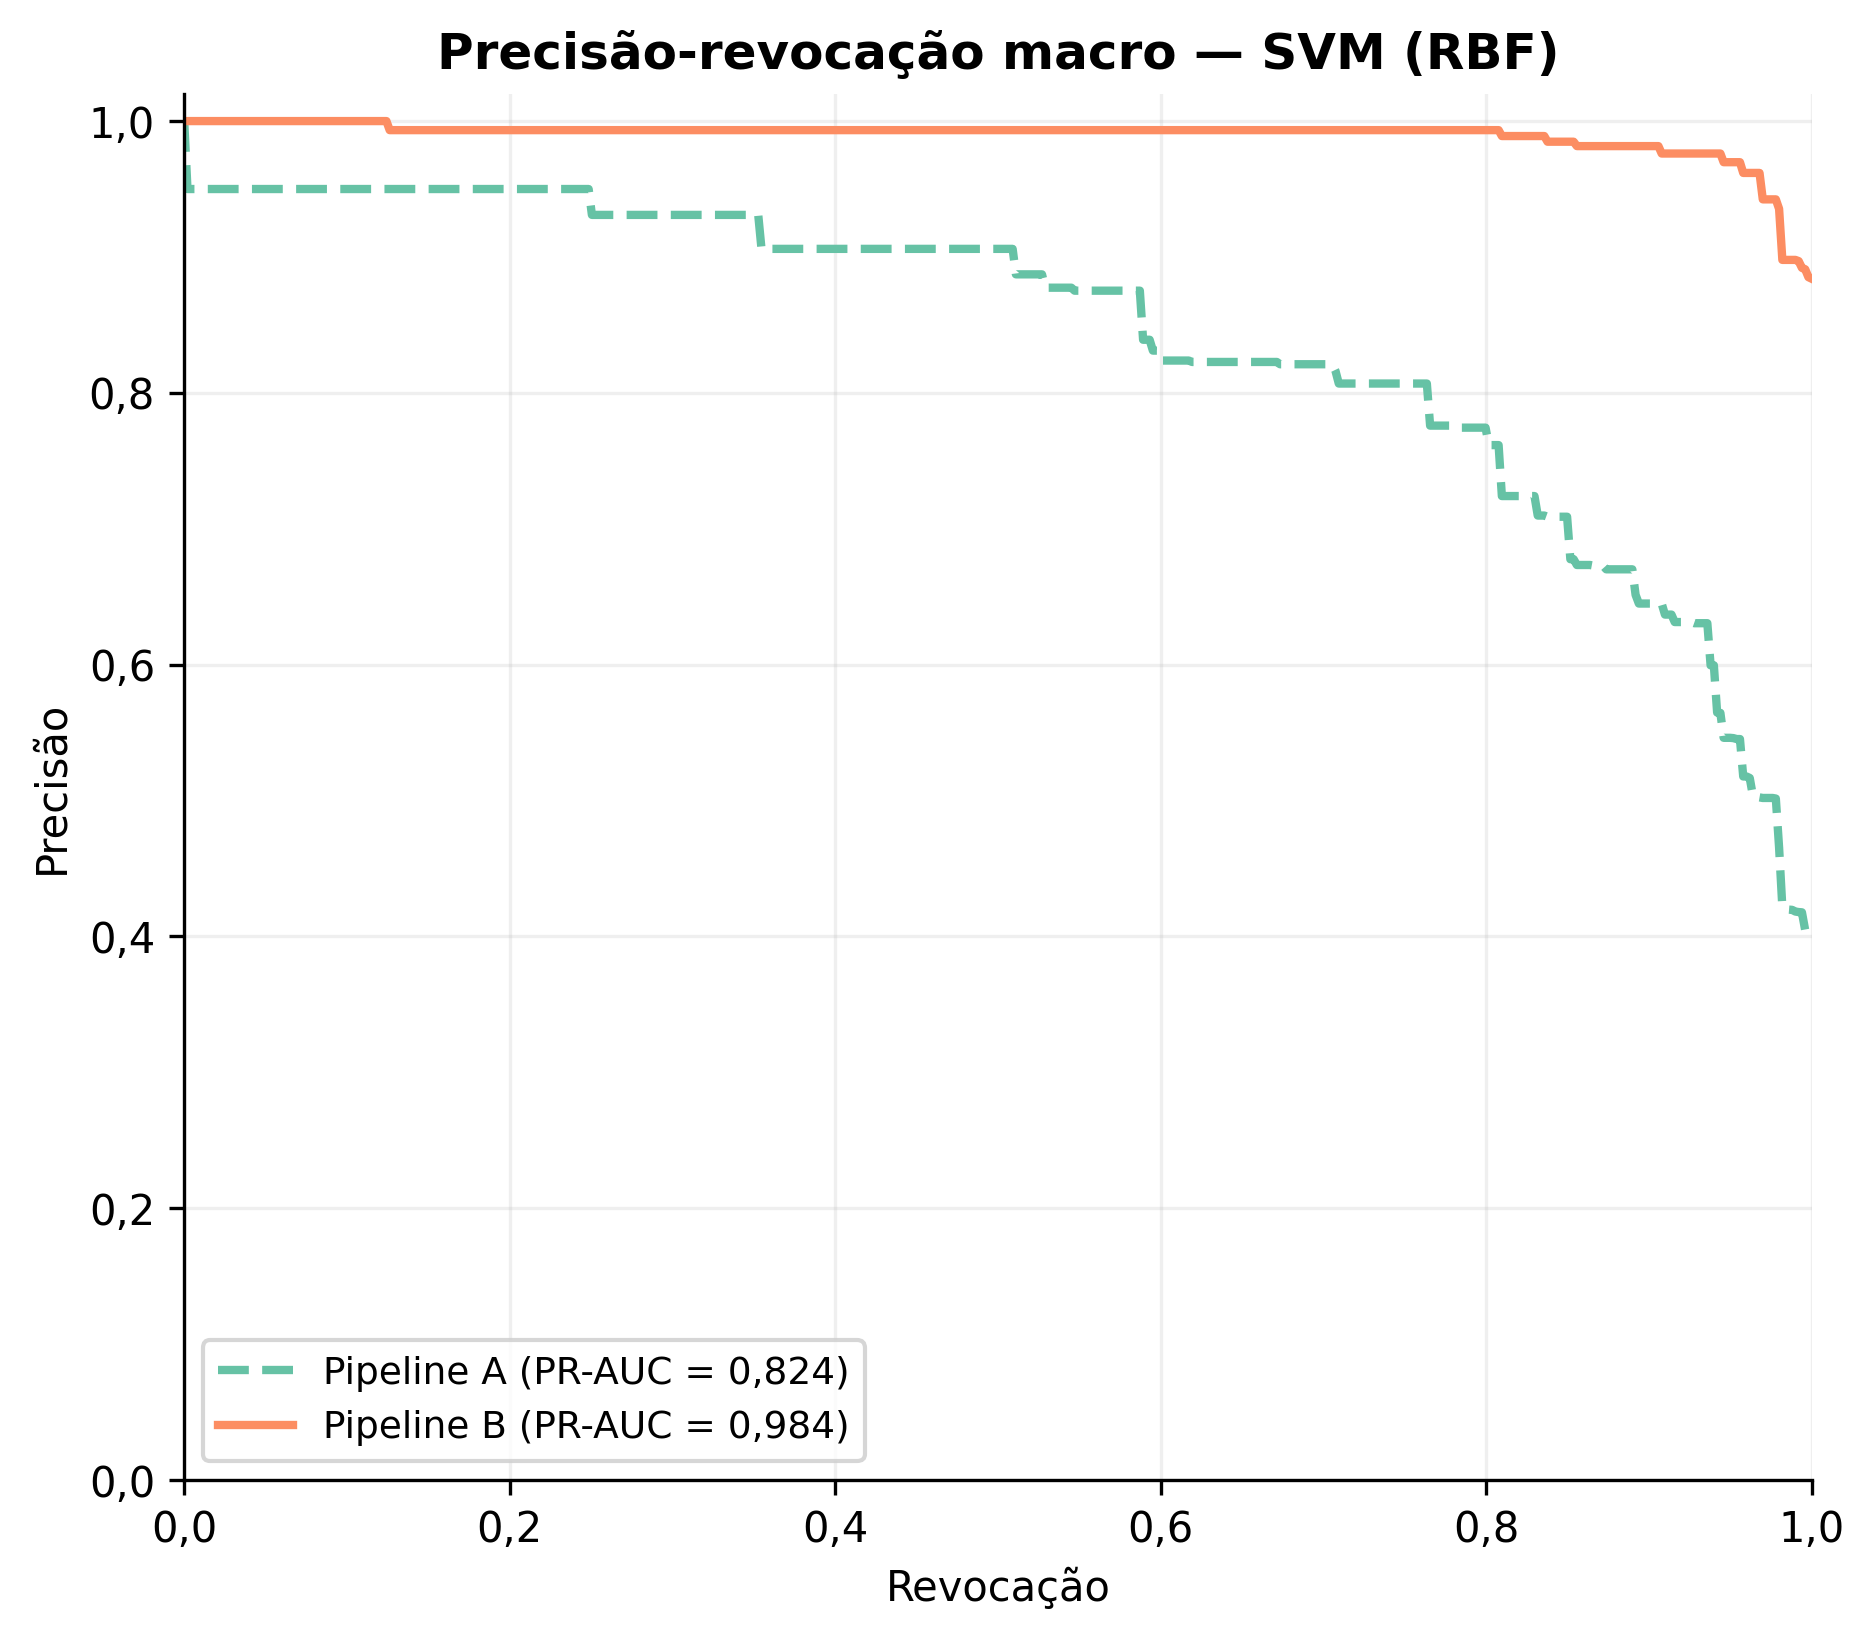 Precisão-revocação macro — SVM (RBF)
1,0
0,8
0,6
0,4
0,2
0,0
Precisão
Pipeline A (PR-AUC = 0,824)
Pipeline B (PR-AUC = 0,984)
0,0 0,2 0,4 0,6 0,8 1,0
Revocação